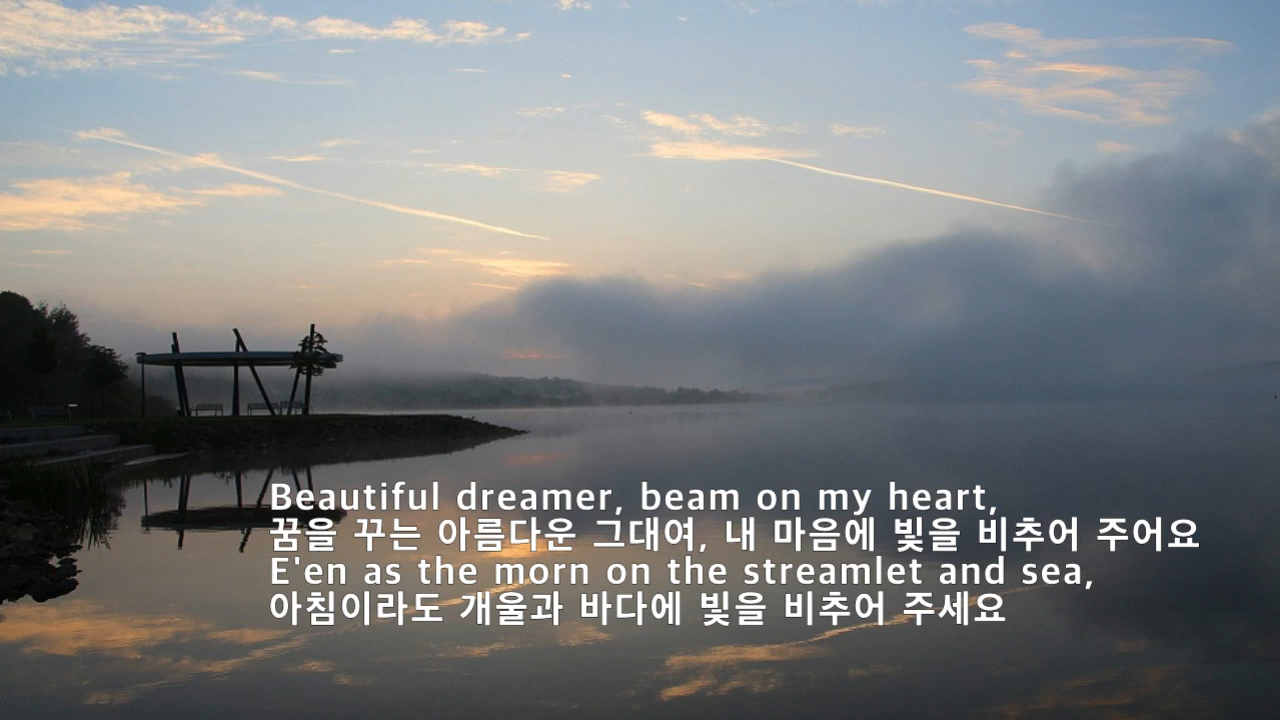 Beautiful dreamer, beam on my heart,
꿈을 꾸는 아름다운 그대여, 내 마음에 빛을 비추어 주어요
E'en as the morn on the streamlet and sea,
아침이라도 개울과 바다에 빛을 비추어 주세요